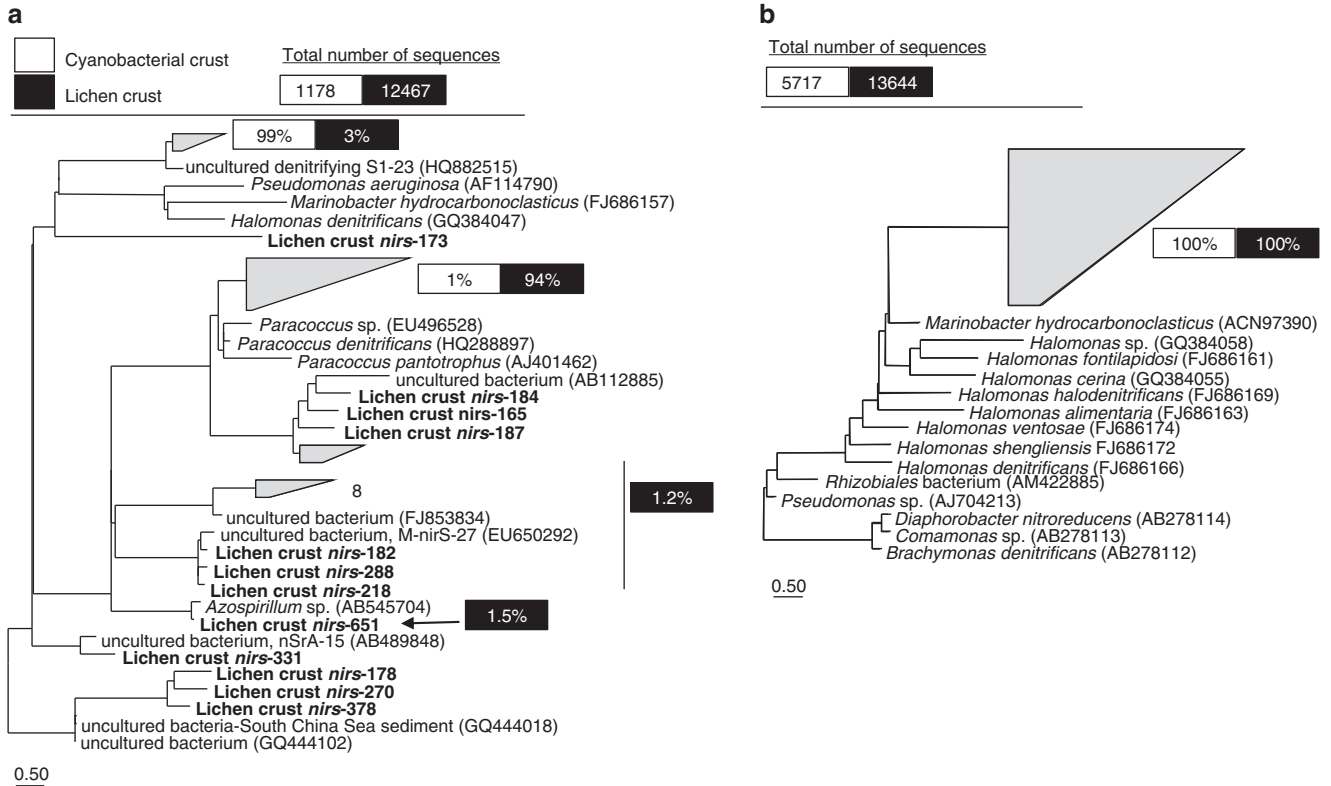 a
Cyanobacterial crust
Lichen crust
Total number of sequences
1178 12467
99% 3%
uncultured denitrifying S1-23 (HQ882515)
Pseudomonas aeruginosa (AF114790)
Marinobacter hydrocarbonoclasticus (FJ686157)
Halomonas denitrificans (GQ384047)
Lichen crust nirs-173
1% 94%
Paracoccus sp. (EU496528)
Paracoccus denitrificans (HQ288897)
Paracoccus pantotrophus (AJ401462)
uncultured bacterium (AB112885)
Lichen crust nirs-184
Lichen crust nirs-165
Lichen crust nirs-187
8
1.2%
uncultured bacterium (FJ853834)
uncultured bacterium, M-nirS-27 (EU650292)
Lichen crust nirs-182
Lichen crust nirs-288
Lichen crust nirs-218
Azospirillum sp. (AB545704)
Lichen crust nirs-651
1.5%
uncultured bacterium, nSrA-15 (AB489848)
Lichen crust nirs-331
Lichen crust nirs-178
Lichen crust nirs-270
Lichen crust nirs-378
uncultured bacteria-South China Sea sediment (GQ444018)
uncultured bacterium (GQ444102)
0.50
b
Total number of sequences
5717 13644
100% 100%
Marinobacter hydrocarbonoclasticus (ACN97390)
Halomonas sp. (GQ384058)
Halomonas fontilapidosi (FJ686161)
Halomonas cerina (GQ384055)
Halomonas halodenitrificans (FJ686169)
Halomonas alimentaria (FJ686163)
Halomonas ventosae (FJ686174)
Halomonas shengliensis FJ686172
Halomonas denitrificans (FJ686166)
Rhizobiales bacterium (AM422885)
Pseudomonas sp. (AJ704213)
Diaphorobacter nitroreducens (AB278114)
Comamonas sp. (AB278113)
Brachymonas denitrificans (AB278112)
0.50